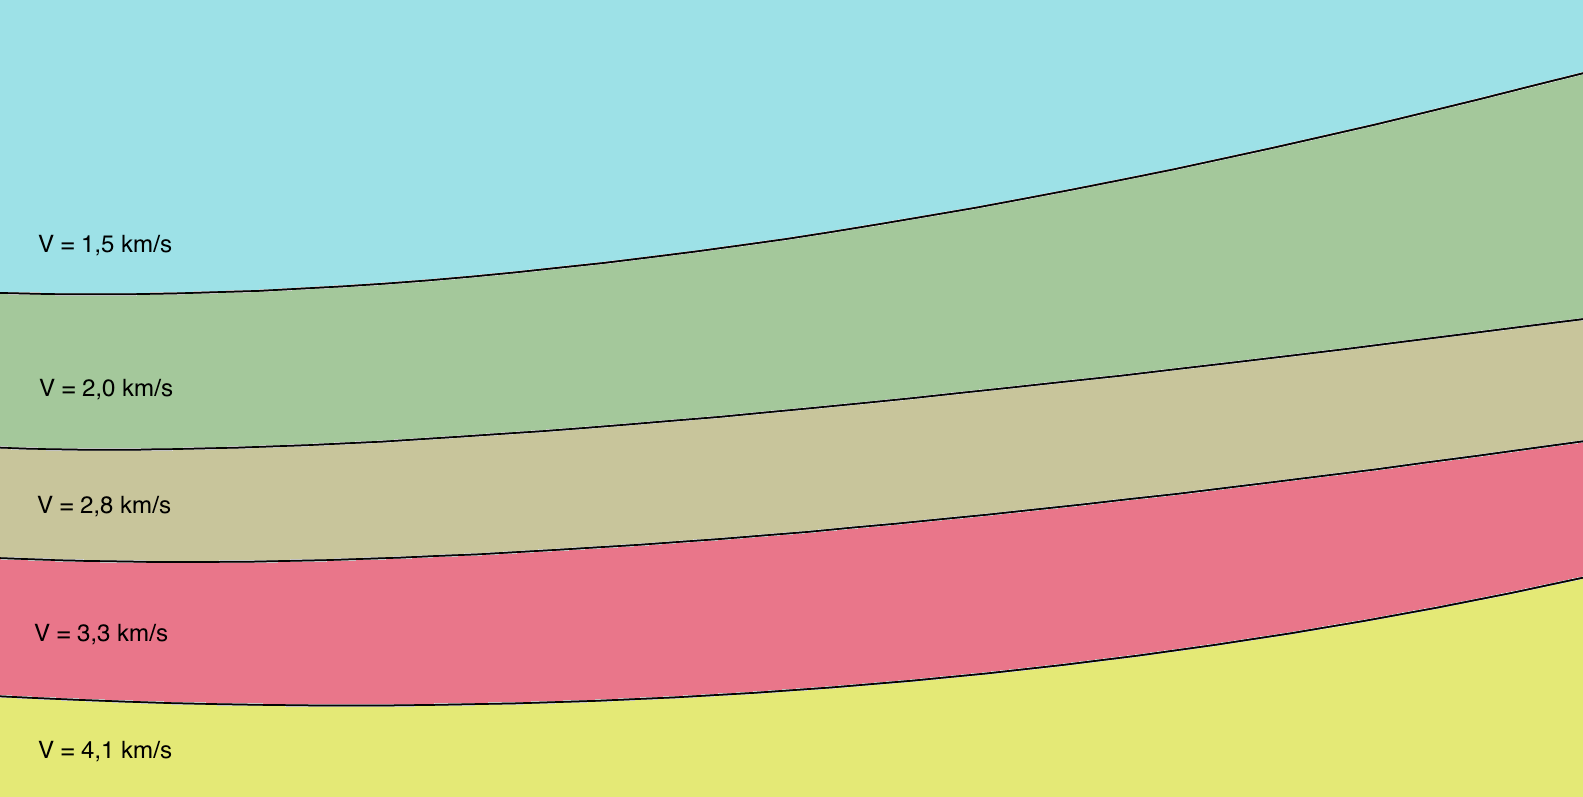 V = 1,5 km/s
V = 2,0 km/s
V = 2,8 km/s
V = 3,3 km/s
V = 4,1 km/s